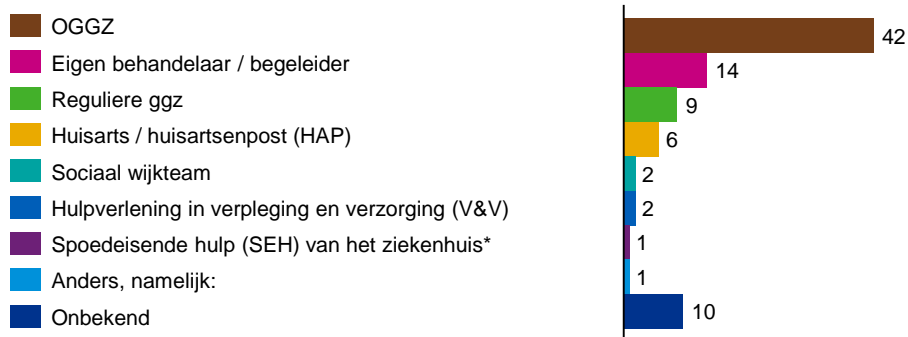 OGGZ 42
Eigen behandelaar / begeleider 14
Reguliere ggz 9
Huisarts / huisartsenpost (HAP) 6
Sociaal wijkteam 2
Hulpverlening in verpleging en verzorging (V&V) 2
Spoedeisende hulp (SEH) van het ziekenhuis* 1
Anders, namelijk: 1
Onbekend 10